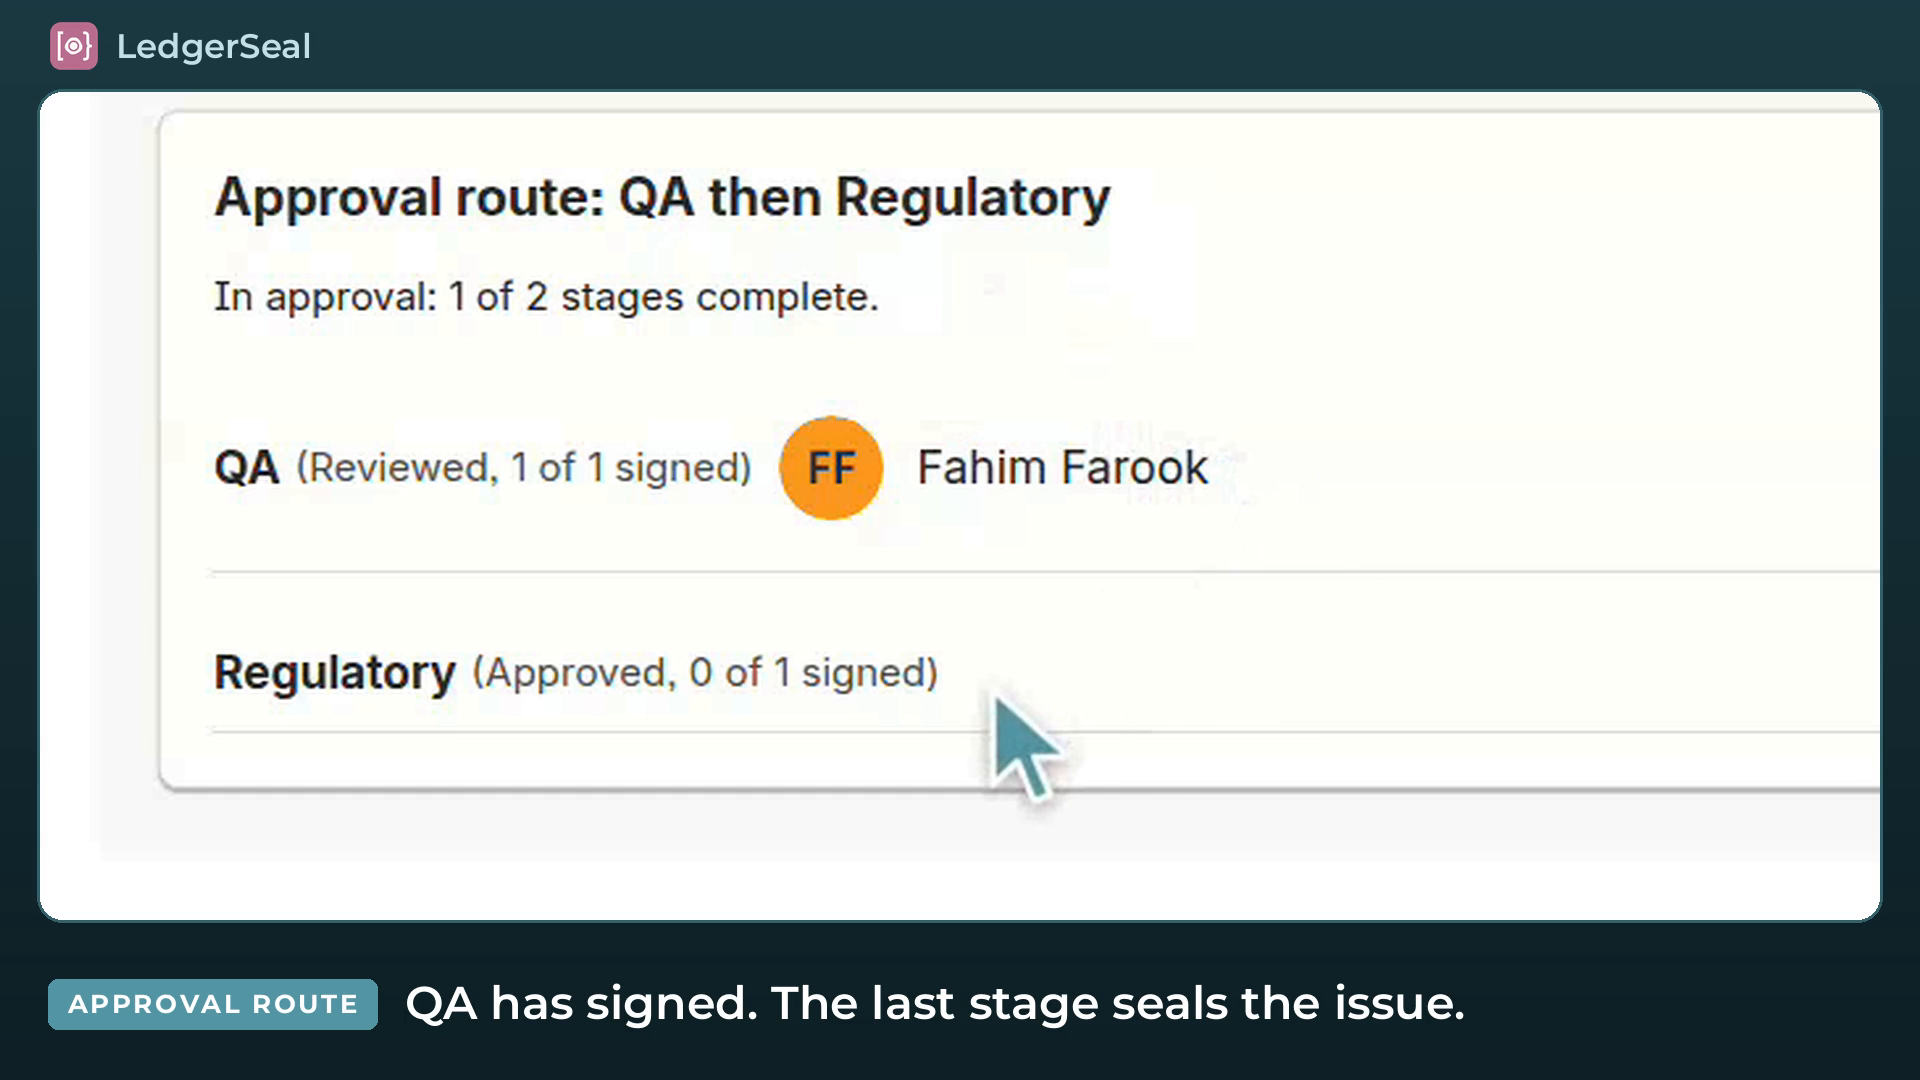 LedgerSeal
Approval route: QA then Regulatory
In approval: 1 of 2 stages complete.
QA (Reviewed, 1 of 1 signed) FF Fahim Farook
Regulatory (Approved, 0 of 1 signed)
APPROVAL ROUTE QA has signed. The last stage seals the issue.